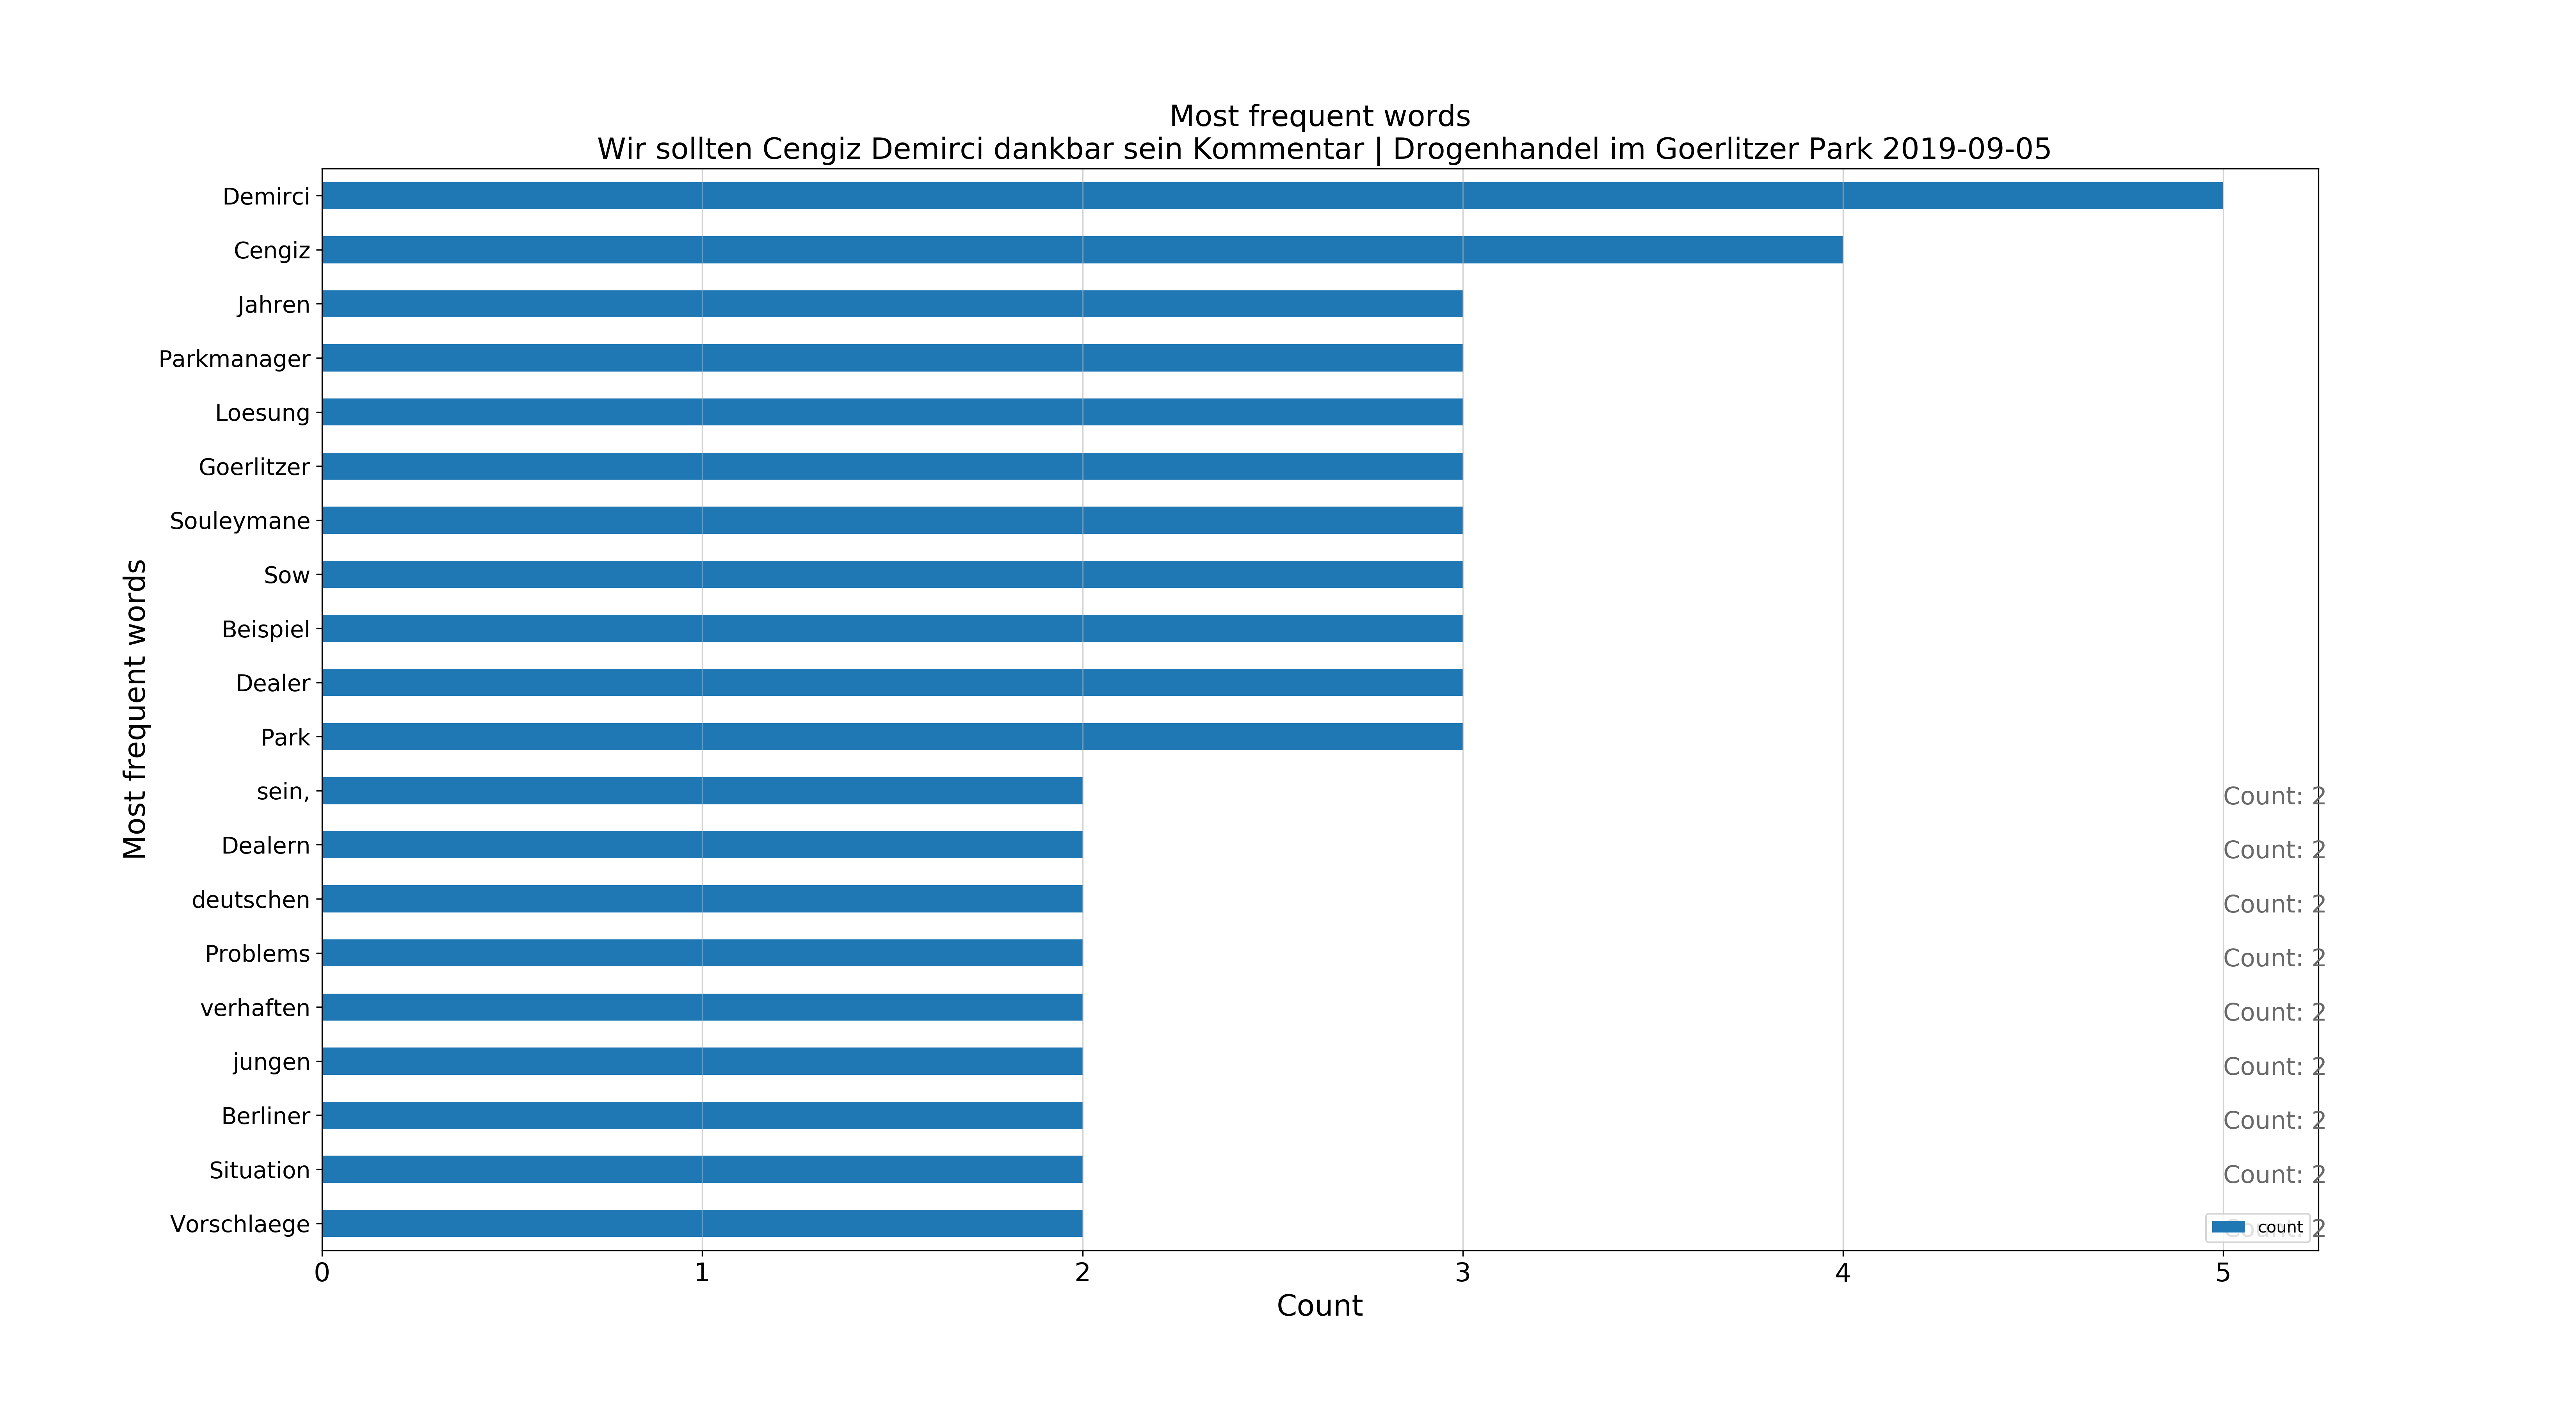 Most frequent words
Wir sollten Cengiz Demirci dankbar sein Kommentar | Drogenhandel im Goerlitzer Park 2019-09-05
Most frequent words
Demirci
Cengiz
Jahren
Parkmanager
Loesung
Goerlitzer
Souleymane
Sow
Beispiel
Dealer
Park
sein, Count: 2
Dealern Count: 2
deutschen Count: 2
Problems Count: 2
verhaften Count: 2
jungen Count: 2
Berliner Count: 2
Situation Count: 2
Vorschlaege Count: 2
count
0 1 2 3 4 5
Count